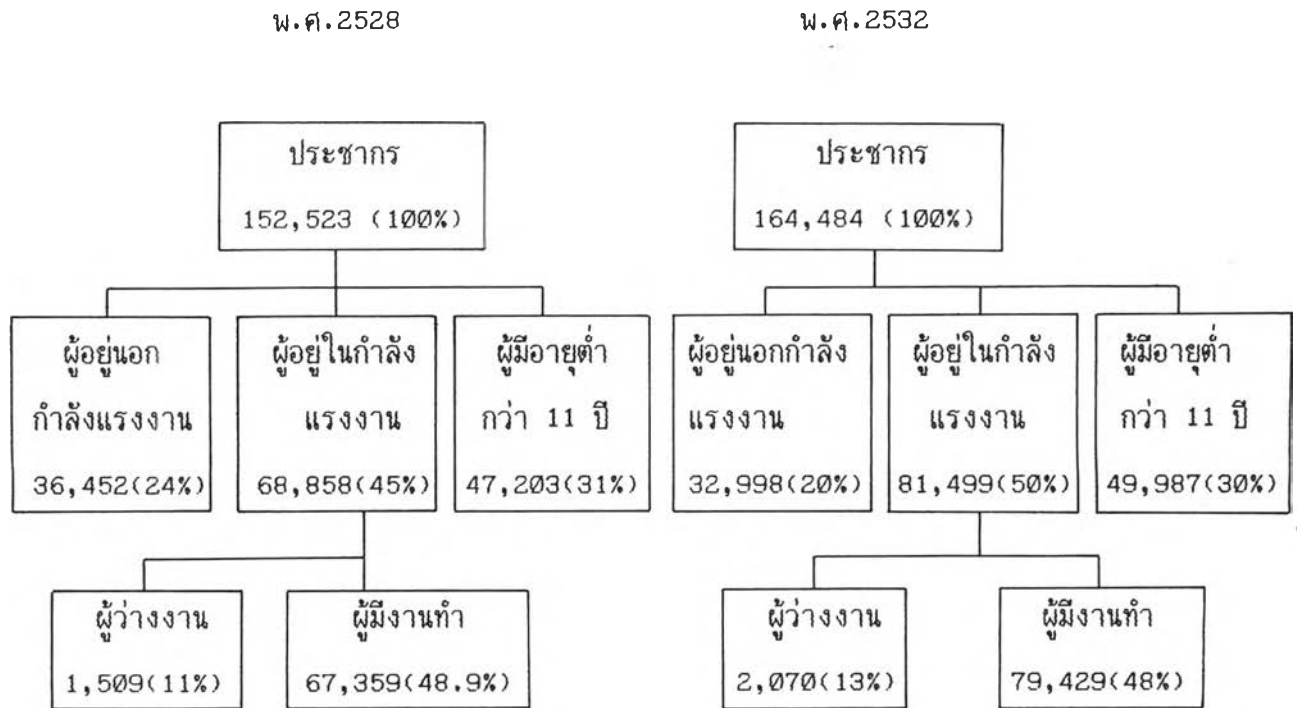 พ.ศ.2528
พ.ศ.2532
ประชากร
152,523 (100%)
ประชากร
164,484 (100%)
ผู้อยู่นอก
กำลังแรงงาน
36,452(24%)
ผู้อยู่ในกำลัง
แรงงาน
68,858(45%)
ผู้มีอายุต่ำ
กว่า 11 ปี
47,203(31%)
ผู้อยู่นอกกำลัง
แรงงาน
32,998(20%)
ผู้อยู่ในกำลัง
แรงงาน
81,499(50%)
ผู้มีอายุต่ำ
กว่า 11 ปี
49,987(30%)
ผู้ว่างงาน
1,509(11%)
ผู้มีงานทำ
67,359(48.9%)
ผู้ว่างงาน
2,070(13%)
ผู้มีงานทำ
79,429(48%)